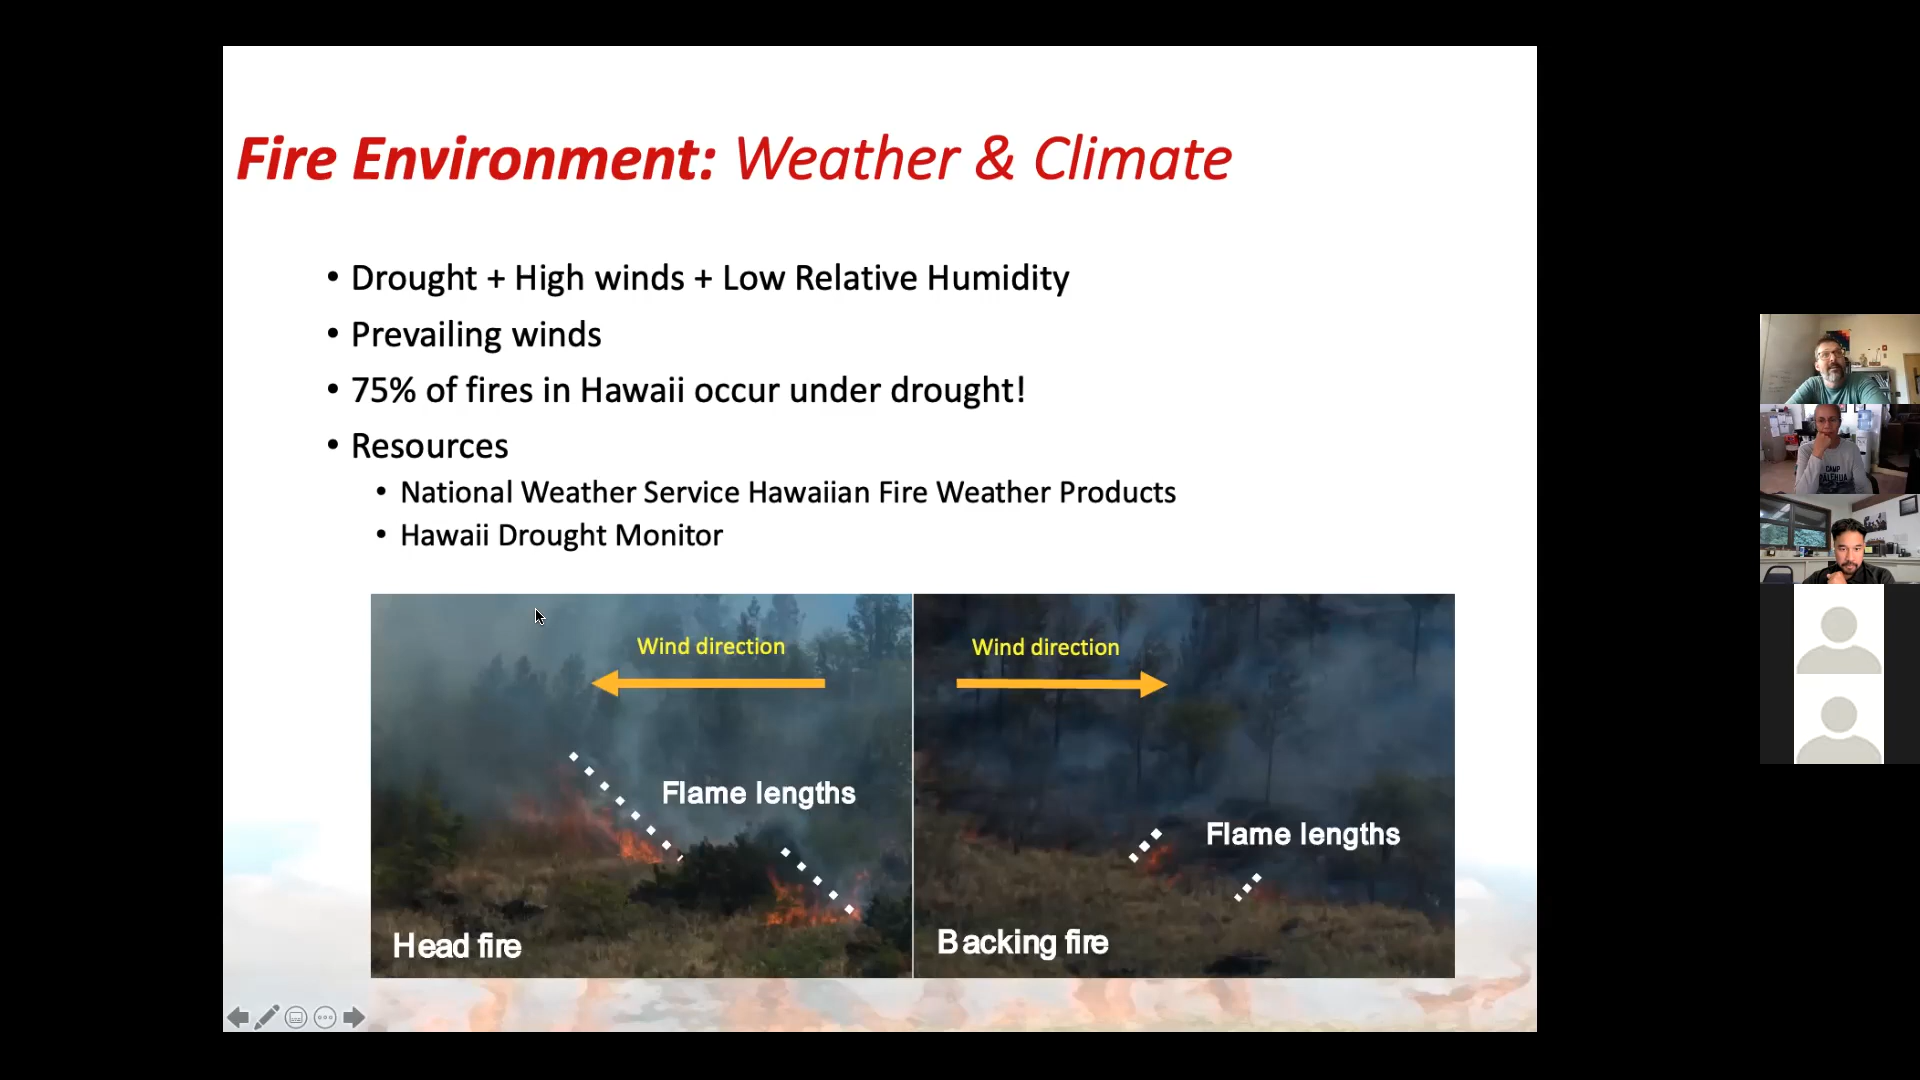 Fire Environment: Weather & Climate
• Drought + High winds + Low Relative Humidity
• Prevailing winds
• 75% of fires in Hawaii occur under drought!
• Resources
• National Weather Service Hawaiian Fire Weather Products
• Hawaii Drought Monitor
Wind direction
Flame lengths
Head fire
Wind direction
Flame lengths
Backing fire
CAMP